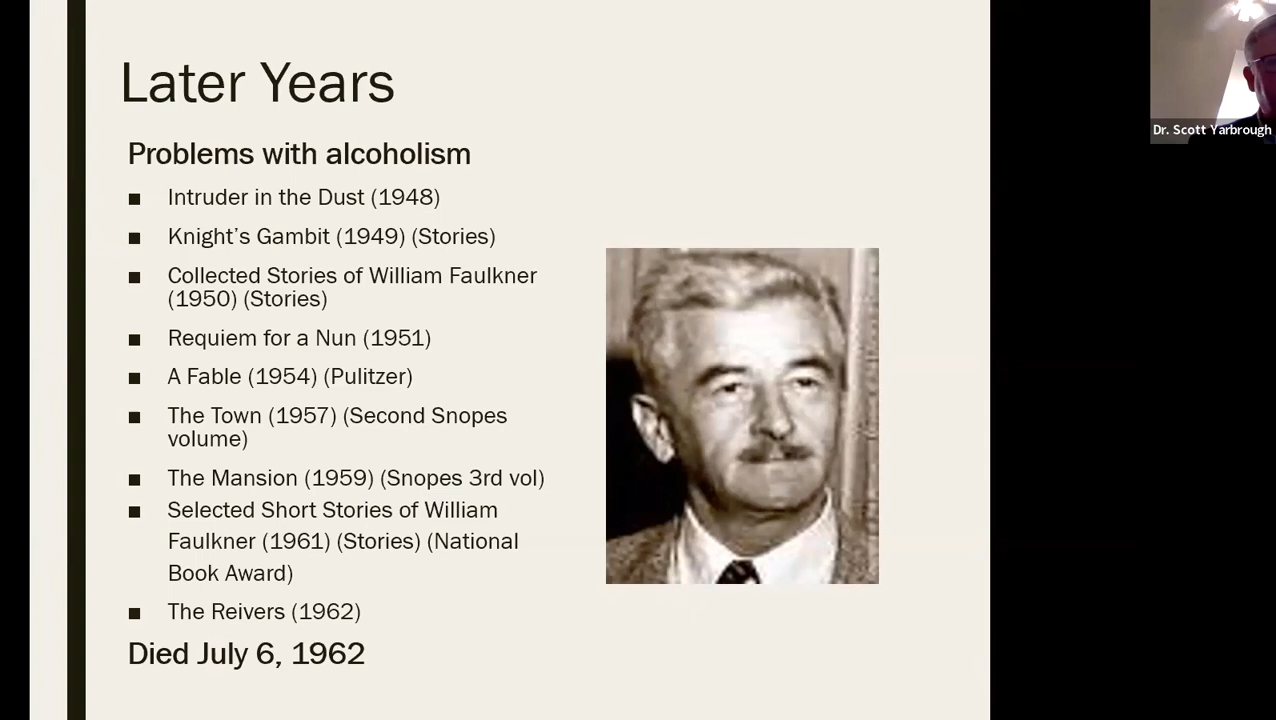 Later Years
Problems with alcoholism
Intruder in the Dust (1948)
Knight’s Gambit (1949) (Stories)
Collected Stories of William Faulkner
(1950) (Stories)
Requiem for a Nun (1951)
A Fable (1954) (Pulitzer)
The Town (1957) (Second Snopes
volume)
The Mansion (1959) (Snopes 3rd vol)
Selected Short Stories of William
Faulkner (1961) (Stories) (National
Book Award)
The Reivers (1962)
Died July 6, 1962
Dr. Scott Yarbrough